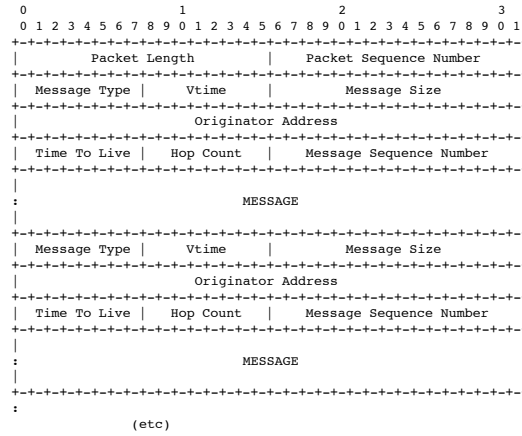 0                   1                   2                   3
0 1 2 3 4 5 6 7 8 9 0 1 2 3 4 5 6 7 8 9 0 1 2 3 4 5 6 7 8 9 0 1
+-+-+-+-+-+-+-+-+-+-+-+-+-+-+-+-+-+-+-+-+-+-+-+-+-+-+-+-+-+-+-+-
|         Packet Length         |    Packet Sequence Number
+-+-+-+-+-+-+-+-+-+-+-+-+-+-+-+-+-+-+-+-+-+-+-+-+-+-+-+-+-+-+-+-
|  Message Type |     Vtime     |         Message Size
+-+-+-+-+-+-+-+-+-+-+-+-+-+-+-+-+-+-+-+-+-+-+-+-+-+-+-+-+-+-+-+-
|                      Originator Address
+-+-+-+-+-+-+-+-+-+-+-+-+-+-+-+-+-+-+-+-+-+-+-+-+-+-+-+-+-+-+-+-
|  Time To Live |   Hop Count   |    Message Sequence Number
+-+-+-+-+-+-+-+-+-+-+-+-+-+-+-+-+-+-+-+-+-+-+-+-+-+-+-+-+-+-+-+-
|
:                            MESSAGE
|
+-+-+-+-+-+-+-+-+-+-+-+-+-+-+-+-+-+-+-+-+-+-+-+-+-+-+-+-+-+-+-+-
|  Message Type |     Vtime     |         Message Size
+-+-+-+-+-+-+-+-+-+-+-+-+-+-+-+-+-+-+-+-+-+-+-+-+-+-+-+-+-+-+-+-
|                      Originator Address
+-+-+-+-+-+-+-+-+-+-+-+-+-+-+-+-+-+-+-+-+-+-+-+-+-+-+-+-+-+-+-+-
|  Time To Live |   Hop Count   |    Message Sequence Number
+-+-+-+-+-+-+-+-+-+-+-+-+-+-+-+-+-+-+-+-+-+-+-+-+-+-+-+-+-+-+-+-
|
:                            MESSAGE
|
+-+-+-+-+-+-+-+-+-+-+-+-+-+-+-+-+-+-+-+-+-+-+-+-+-+-+-+-+-+-+-+-
:
(etc)